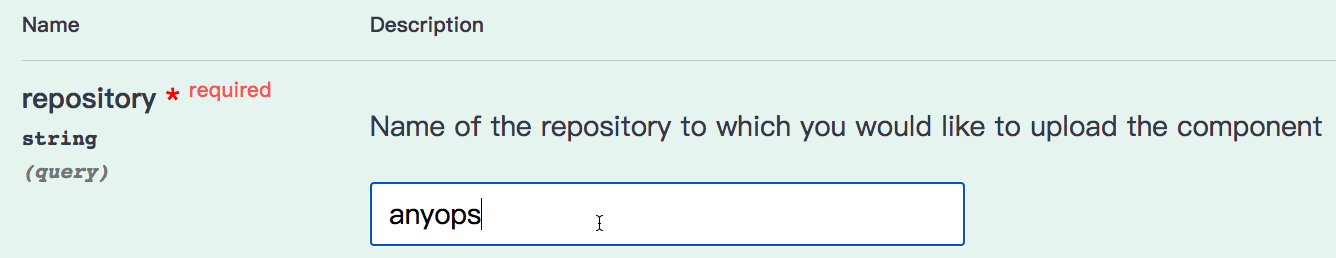 Name Description
repository * required
string
(query)
Name of the repository to which you would like to upload the component
anyops